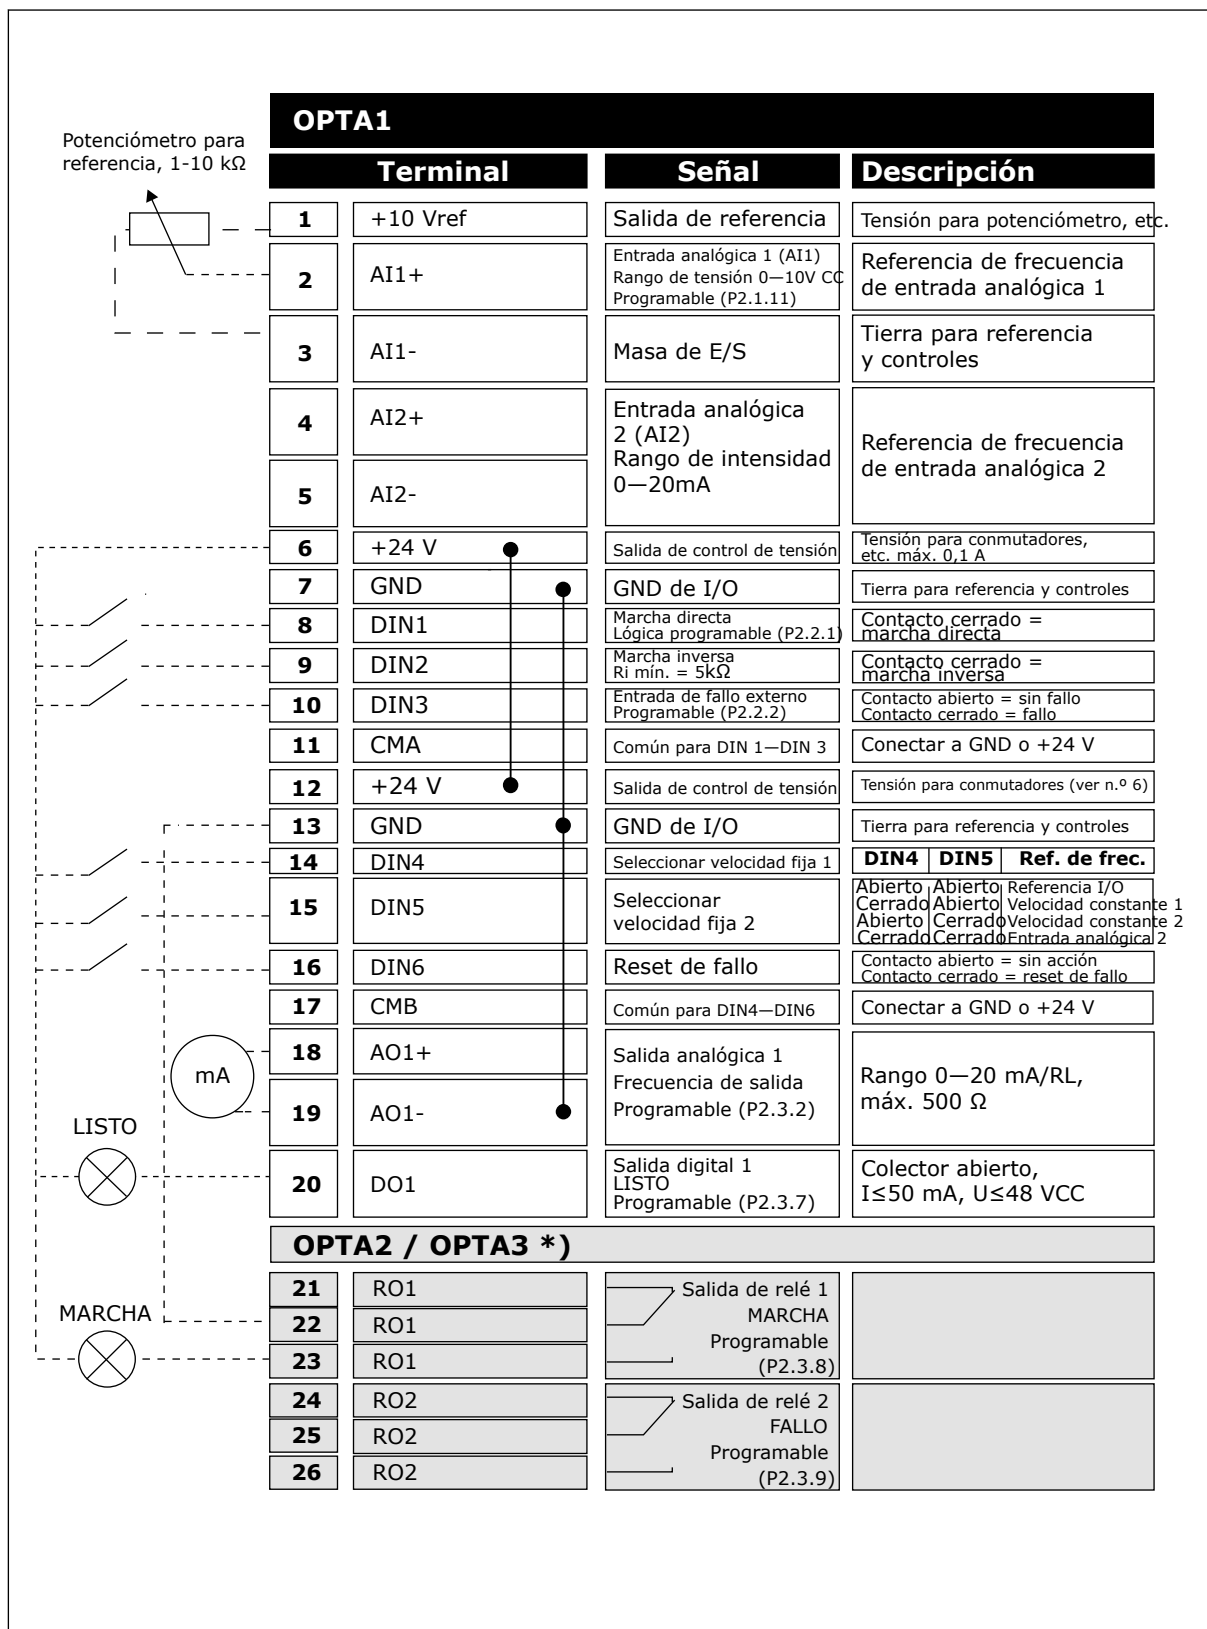 OPTA1
Potenciómetro para
referencia, 1-10 kΩ
Terminal Señal Descripción
1 +10 Vref Salida de referencia Tensión para potenciómetro, etc.
2 AI1+
Entrada analógica 1 (AI1)
Rango de tensión 0—10V CC
Programable (P2.1.11)
Referencia de frecuencia
de entrada analógica 1
3 AI1- Masa de E/S
Tierra para referencia
y controles
4 AI2+
5 AI2-
Entrada analógica
2 (AI2)
Rango de intensidad
0—20mA
Referencia de frecuencia
de entrada analógica 2
6 +24 V Salida de control de tensión
Tensión para conmutadores,
etc. máx. 0,1 A
7 GND GND de I/O Tierra para referencia y controles
8 DIN1
Marcha directa
Lógica programable (P2.2.1)
Contacto cerrado =
marcha directa
9 DIN2
Marcha inversa
Ri mín. = 5kΩ
Contacto cerrado =
marcha inversa
10 DIN3
Entrada de fallo externo
Programable (P2.2.2)
Contacto abierto = sin fallo
Contacto cerrado = fallo
11 CMA Común para DIN 1—DIN 3 Conectar a GND o +24 V
12 +24 V Salida de control de tensión Tensión para conmutadores (ver n.º 6)
13 GND GND de I/O Tierra para referencia y controles
14 DIN4 Seleccionar velocidad fija 1 DIN4 DIN5 Ref. de frec.
15 DIN5
Seleccionar
velocidad fija 2
Abierto Abierto Referencia I/O
Cerrado Abierto Velocidad constante 1
Abierto Cerrado Velocidad constante 2
Cerrado Cerrado Entrada analógica 2
16 DIN6 Reset de fallo
Contacto abierto = sin acción
Contacto cerrado = reset de fallo
17 CMB Común para DIN4—DIN6 Conectar a GND o +24 V
mA
18 AO1+
19 AO1-
Salida analógica 1
Frecuencia de salida
Programable (P2.3.2)
Rango 0—20 mA/RL,
máx. 500 Ω
LISTO
20 DO1
Salida digital 1
LISTO
Programable (P2.3.7)
Colector abierto,
I≤50 mA, U≤48 VCC
OPTA2 / OPTA3 *)
MARCHA
21 RO1
22 RO1
23 RO1
Salida de relé 1
MARCHA
Programable
(P2.3.8)
24 RO2
25 RO2
26 RO2
Salida de relé 2
FALLO
Programable
(P2.3.9)